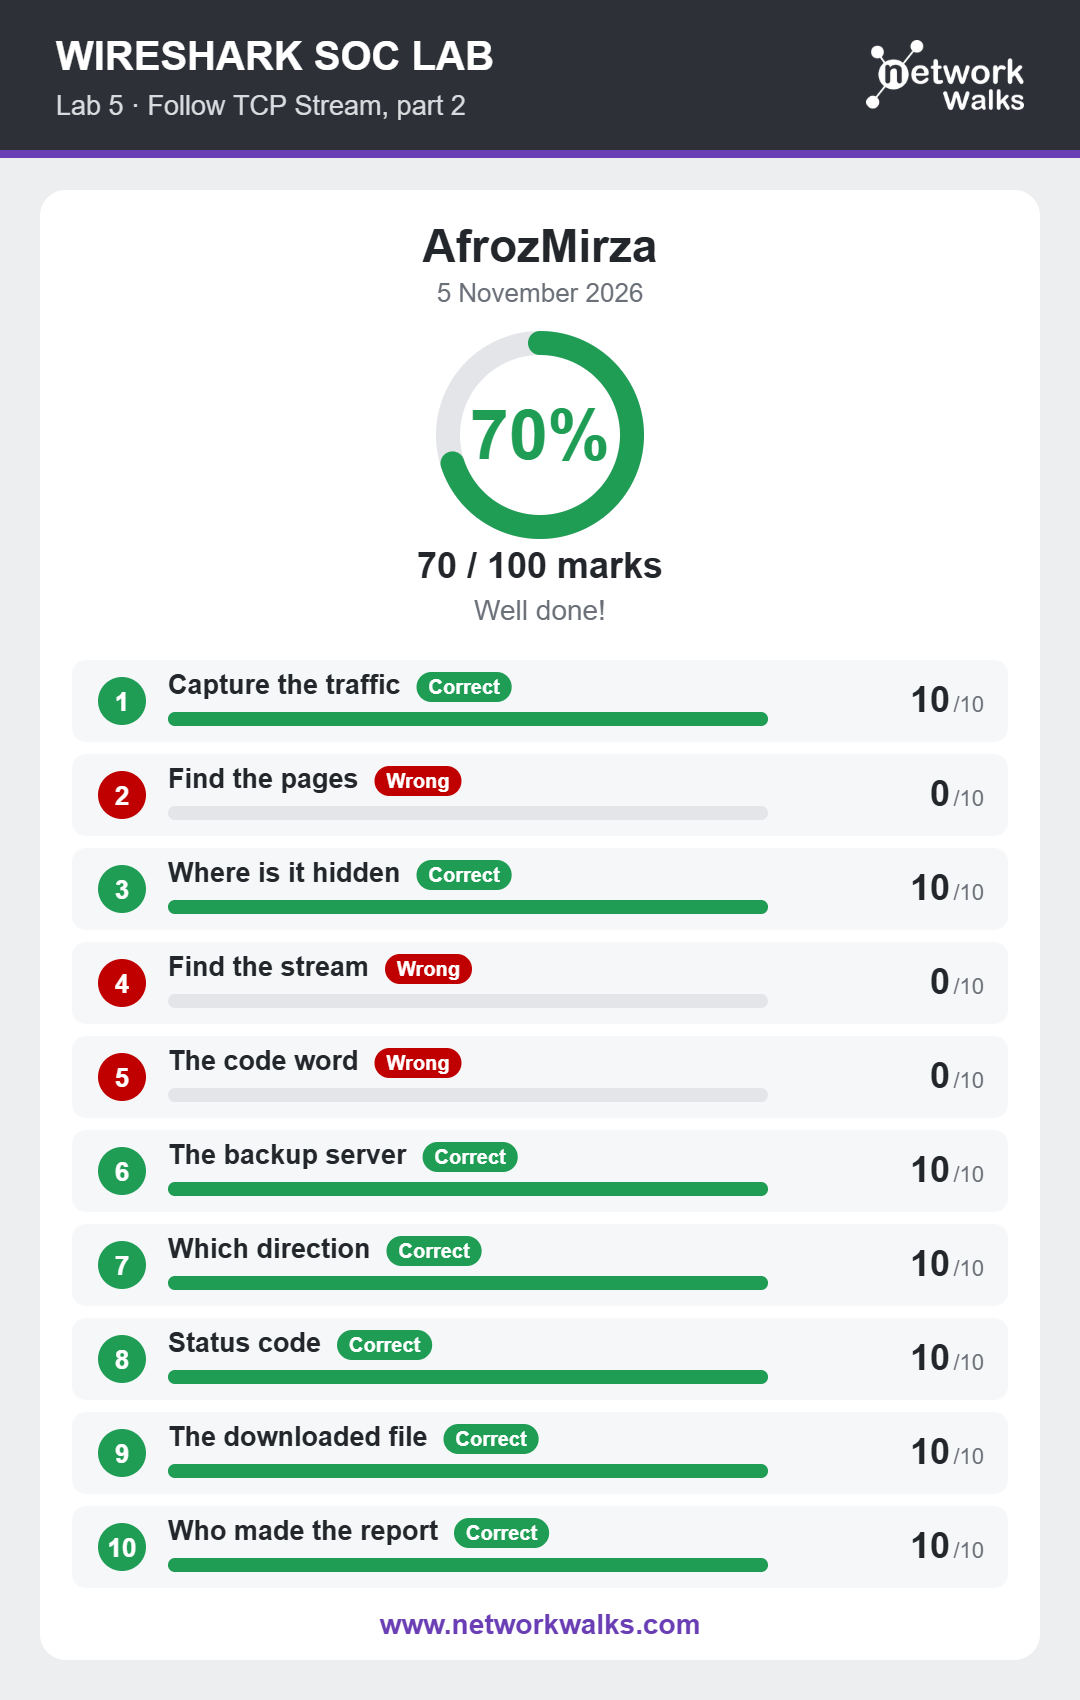 WIRESHARK SOC LAB
Lab 5 · Follow TCP Stream, part 2
network
Walks
AfrozMirza
5 November 2026
70%
70 / 100 marks
Well done!
1 Capture the traffic Correct 10 /10
2 Find the pages Wrong 0 /10
3 Where is it hidden Correct 10 /10
4 Find the stream Wrong 0 /10
5 The code word Wrong 0 /10
6 The backup server Correct 10 /10
7 Which direction Correct 10 /10
8 Status code Correct 10 /10
9 The downloaded file Correct 10 /10
10 Who made the report Correct 10 /10
www.networkwalks.com